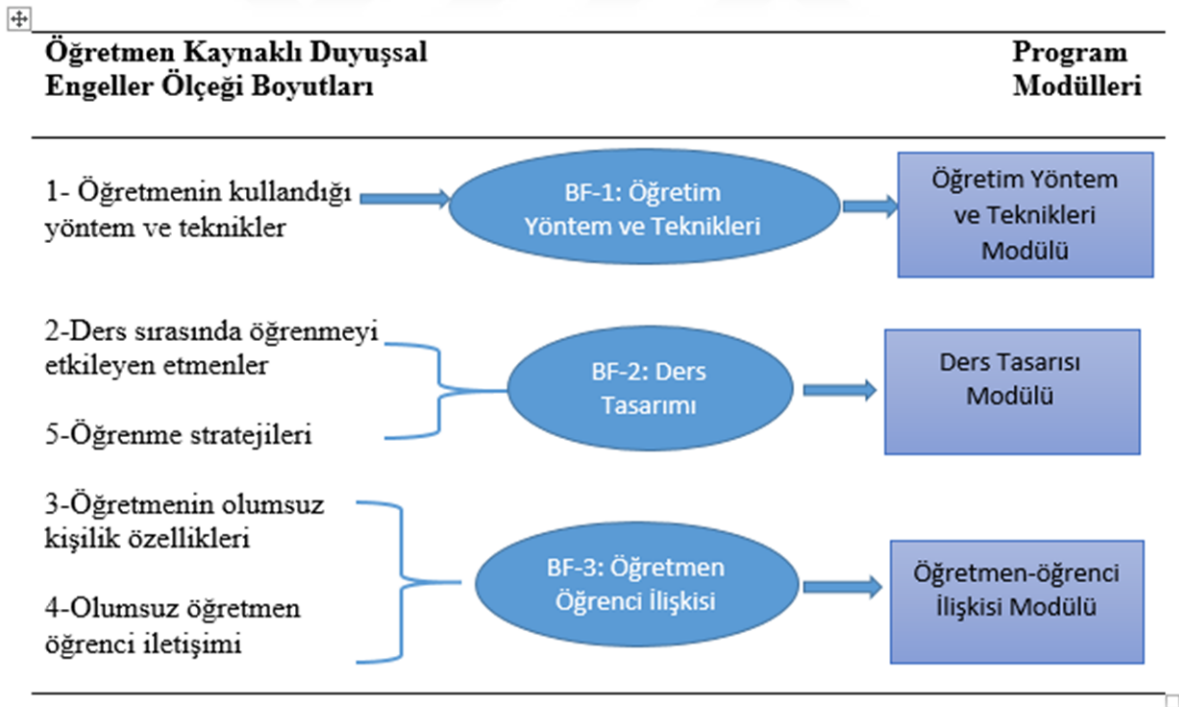 Öğretmen Kaynaklı Duyuşsal
Engeller Ölçeği Boyutları
Program
Modülleri
1- Öğretmenin kullandığı
yöntem ve teknikler
BF-1: Öğretim
Yöntem ve Teknikleri
Öğretim Yöntem
ve Teknikleri
Modülü
2-Ders sırasında öğrenmeyi
etkileyen etmenler
5-Öğrenme stratejileri
BF-2: Ders
Tasarımı
Ders Tasarısı
Modülü
3-Öğretmenin olumsuz
kişilik özellikleri
4-Olumsuz öğretmen
öğrenci iletişimi
BF-3: Öğretmen
Öğrenci İlişkisi
Öğretmen-öğrenci
İlişkisi Modülü